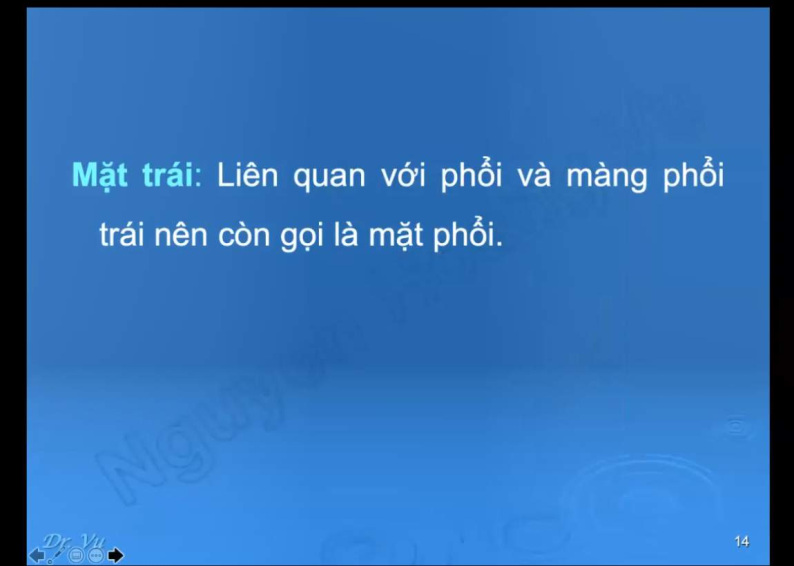 Mặt trái: Liên quan với phổi và màng phổi
trái nên còn gọi là mặt phổi.
Nguyen
Dr. Vu
14